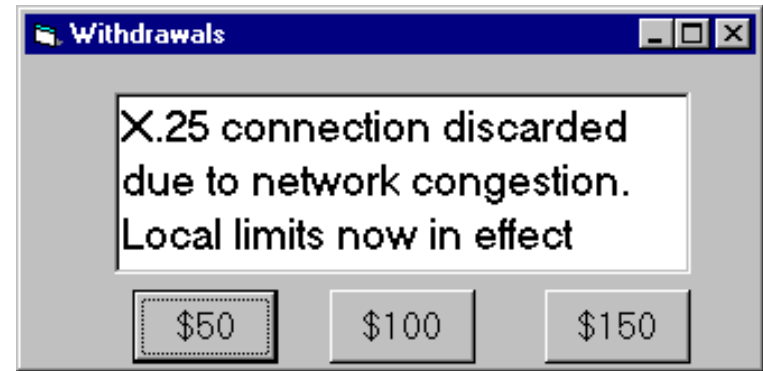 Withdrawals
X.25 connection discarded
due to network congestion.
Local limits now in effect
$50 $100 $150